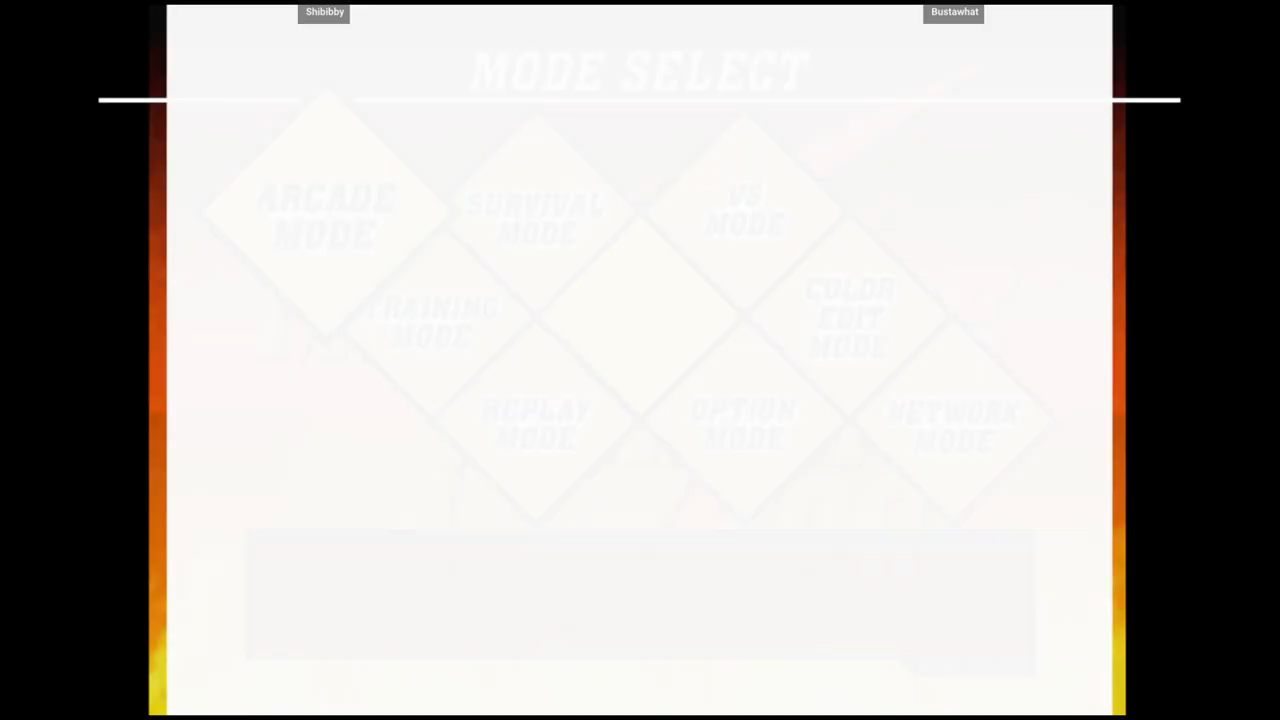 Shibibby
Bustawhat
MODE SELECT
ARCADE
MODE
SURVIVAL
MODE
VS
MODE
TRAINING
MODE
COLOR
EDIT
MODE
REPLAY
MODE
OPTION
MODE
NETWORK
MODE